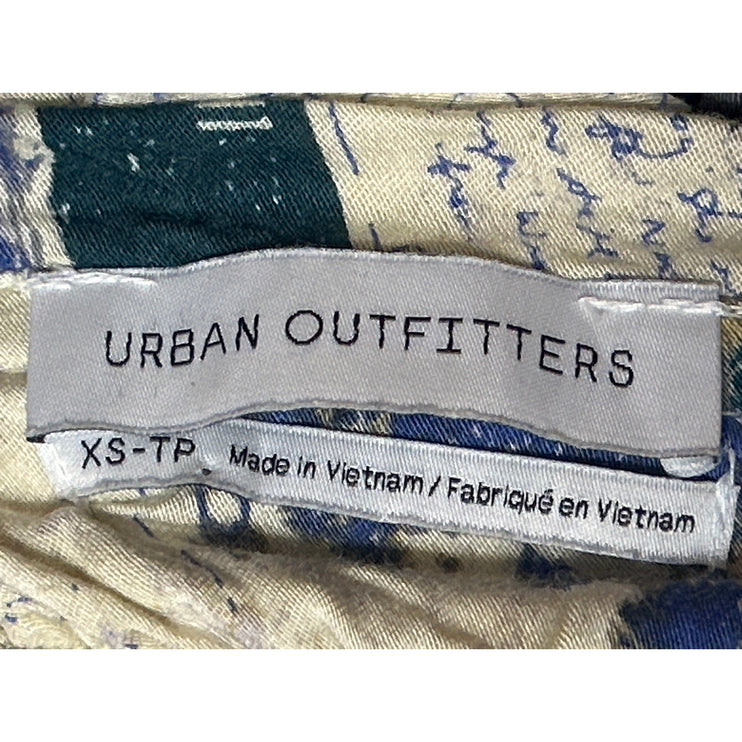 URBAN OUTFITTERS
XS-TP
Made in Vietnam / Fabriqué en Vietnam